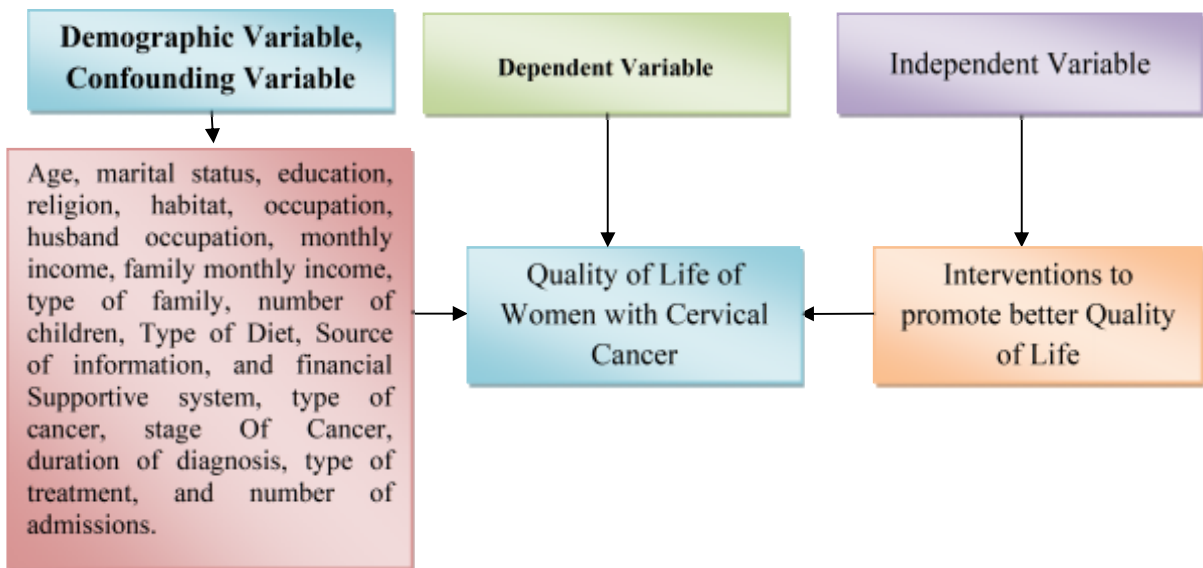 Demographic Variable,
Confounding Variable
Dependent Variable
Independent Variable
Age, marital status, education,
religion, habitat, occupation,
husband occupation, monthly
income, family monthly income,
type of family, number of
children, Type of Diet, Source
of information, and financial
Supportive system, type of
cancer, stage Of Cancer,
duration of diagnosis, type of
treatment, and number of
admissions.
Quality of Life of
Women with Cervical
Cancer
Interventions to
promote better Quality
of Life